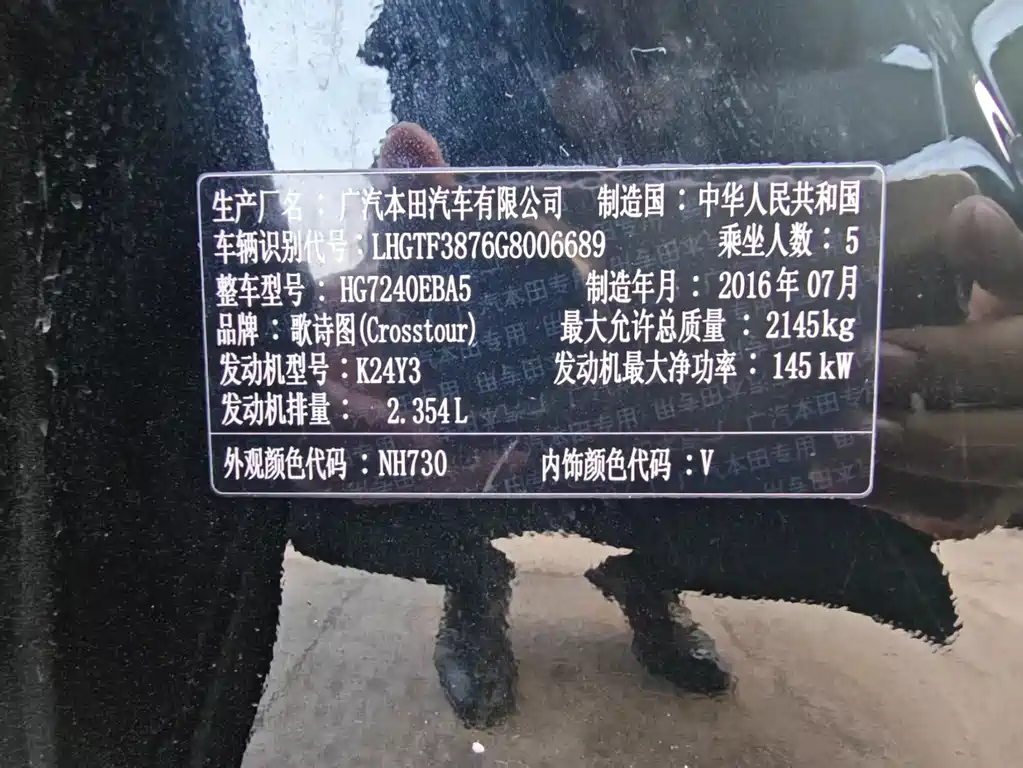 生产厂名：广汽本田汽车有限公司 制造国：中华人民共和国
车辆识别代号：LHGTF3876G8006689 乘坐人数：5
整车型号：HG7240EBA5 制造年月：2016年07月
品牌：歌诗图(Crosstour) 最大允许总质量：2145kg
发动机型号：K24Y3 发动机最大净功率：145kW
发动机排量：2.354L
外观颜色代码：NH730 内饰颜色代码：V